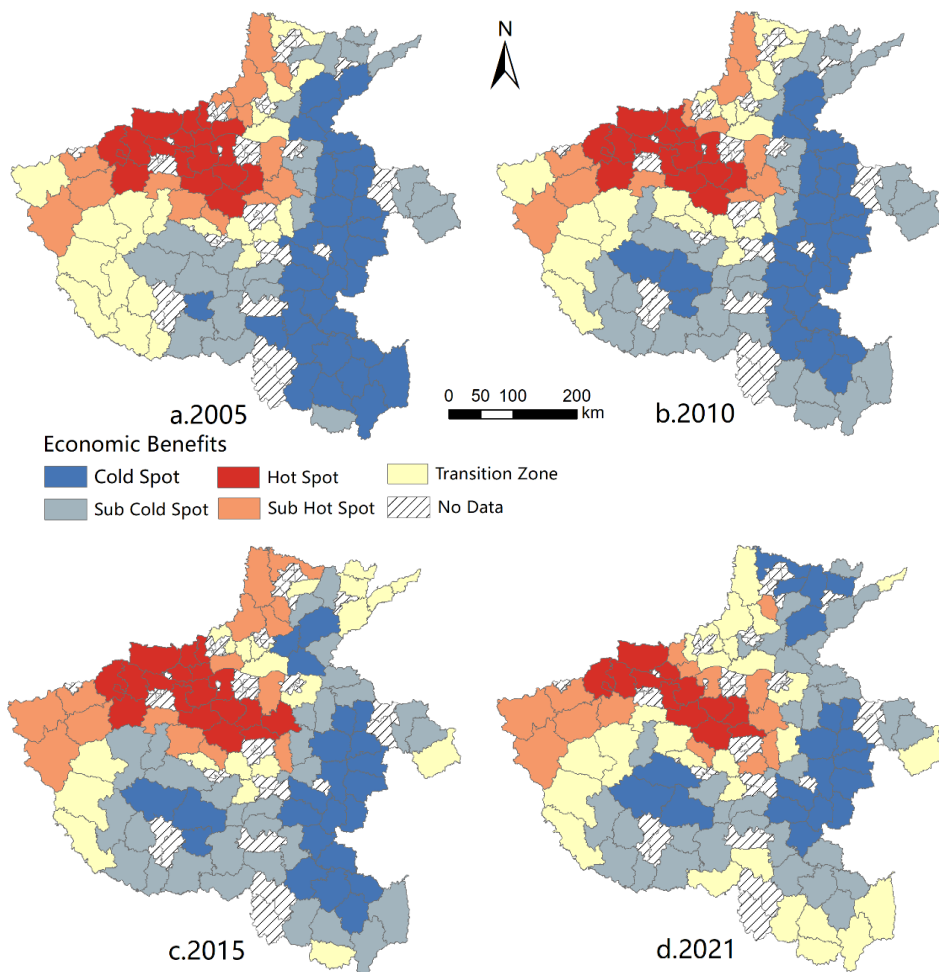 N
0 50 100 200
km
a.2005
b.2010
Economic Benefits
Cold Spot
Hot Spot
Transition Zone
Sub Cold Spot
Sub Hot Spot
No Data
c.2015
d.2021